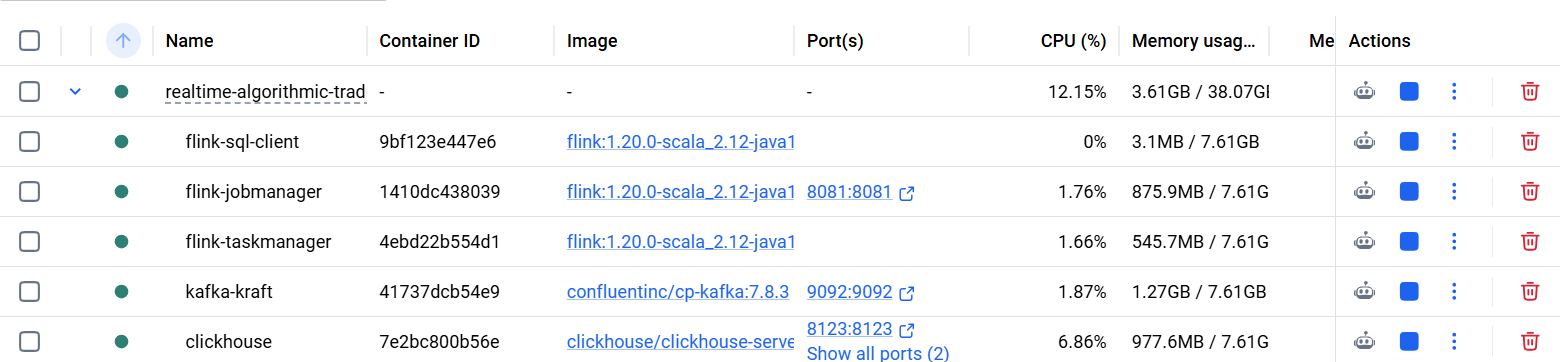 Name Container ID Image Port(s) CPU (%) Memory usag... Me Actions
realtime-algorithmic-trad - - - 12.15% 3.61GB / 38.07GB
flink-sql-client 9bf123e447e6 flink:1.20.0-scala_2.12-java1 0% 3.1MB / 7.61GB
flink-jobmanager 1410dc438039 flink:1.20.0-scala_2.12-java1 8081:8081 1.76% 875.9MB / 7.61G
flink-taskmanager 4ebd22b554d1 flink:1.20.0-scala_2.12-java1 1.66% 545.7MB / 7.61G
kafka-kraft 41737dcb54e9 confluentinc/cp-kafka:7.8.3 9092:9092 1.87% 1.27GB / 7.61GB
clickhouse 7e2bc800b56e clickhouse/clickhouse-serve 8123:8123 6.86% 977.6MB / 7.61G
Show all ports (2)